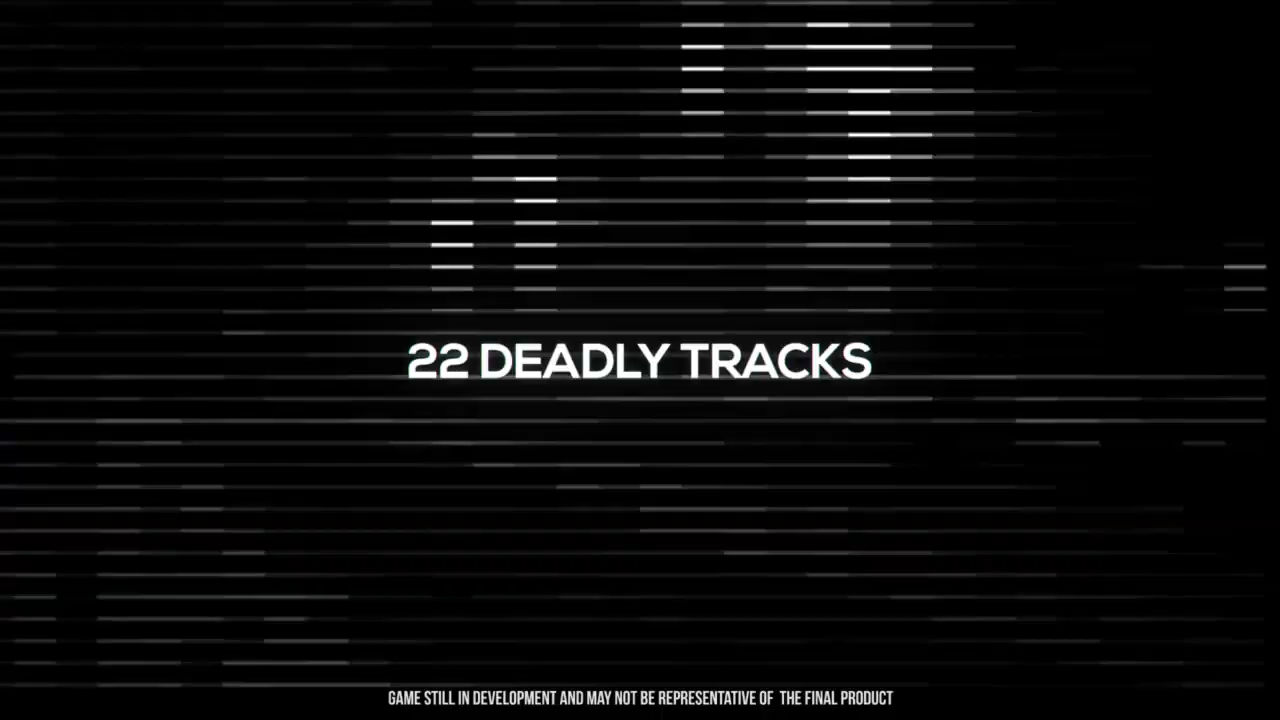 22 DEADLY TRACKS
GAME STILL IN DEVELOPMENT AND MAY NOT BE REPRESENTATIVE OF THE FINAL PRODUCT